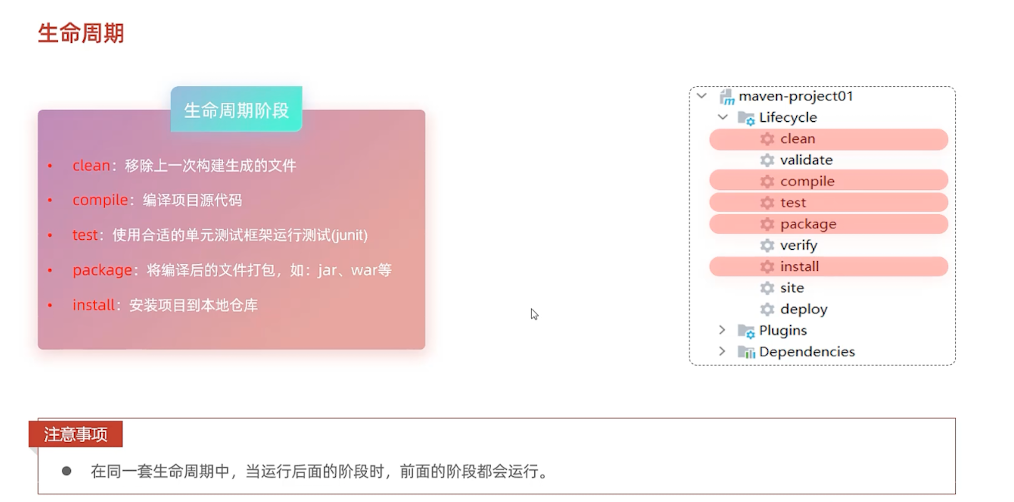 生命周期
生命周期阶段
• clean：移除上一次构建生成的文件
• compile：编译项目源代码
• test：使用合适的单元测试框架运行测试(junit)
• package：将编译后的文件打包，如：jar、war等
• install：安装项目到本地仓库
maven-project01
Lifecycle
clean
validate
compile
test
package
verify
install
site
deploy
Plugins
Dependencies
注意事项
● 在同一套生命周期中，当运行后面的阶段时，前面的阶段都会运行。